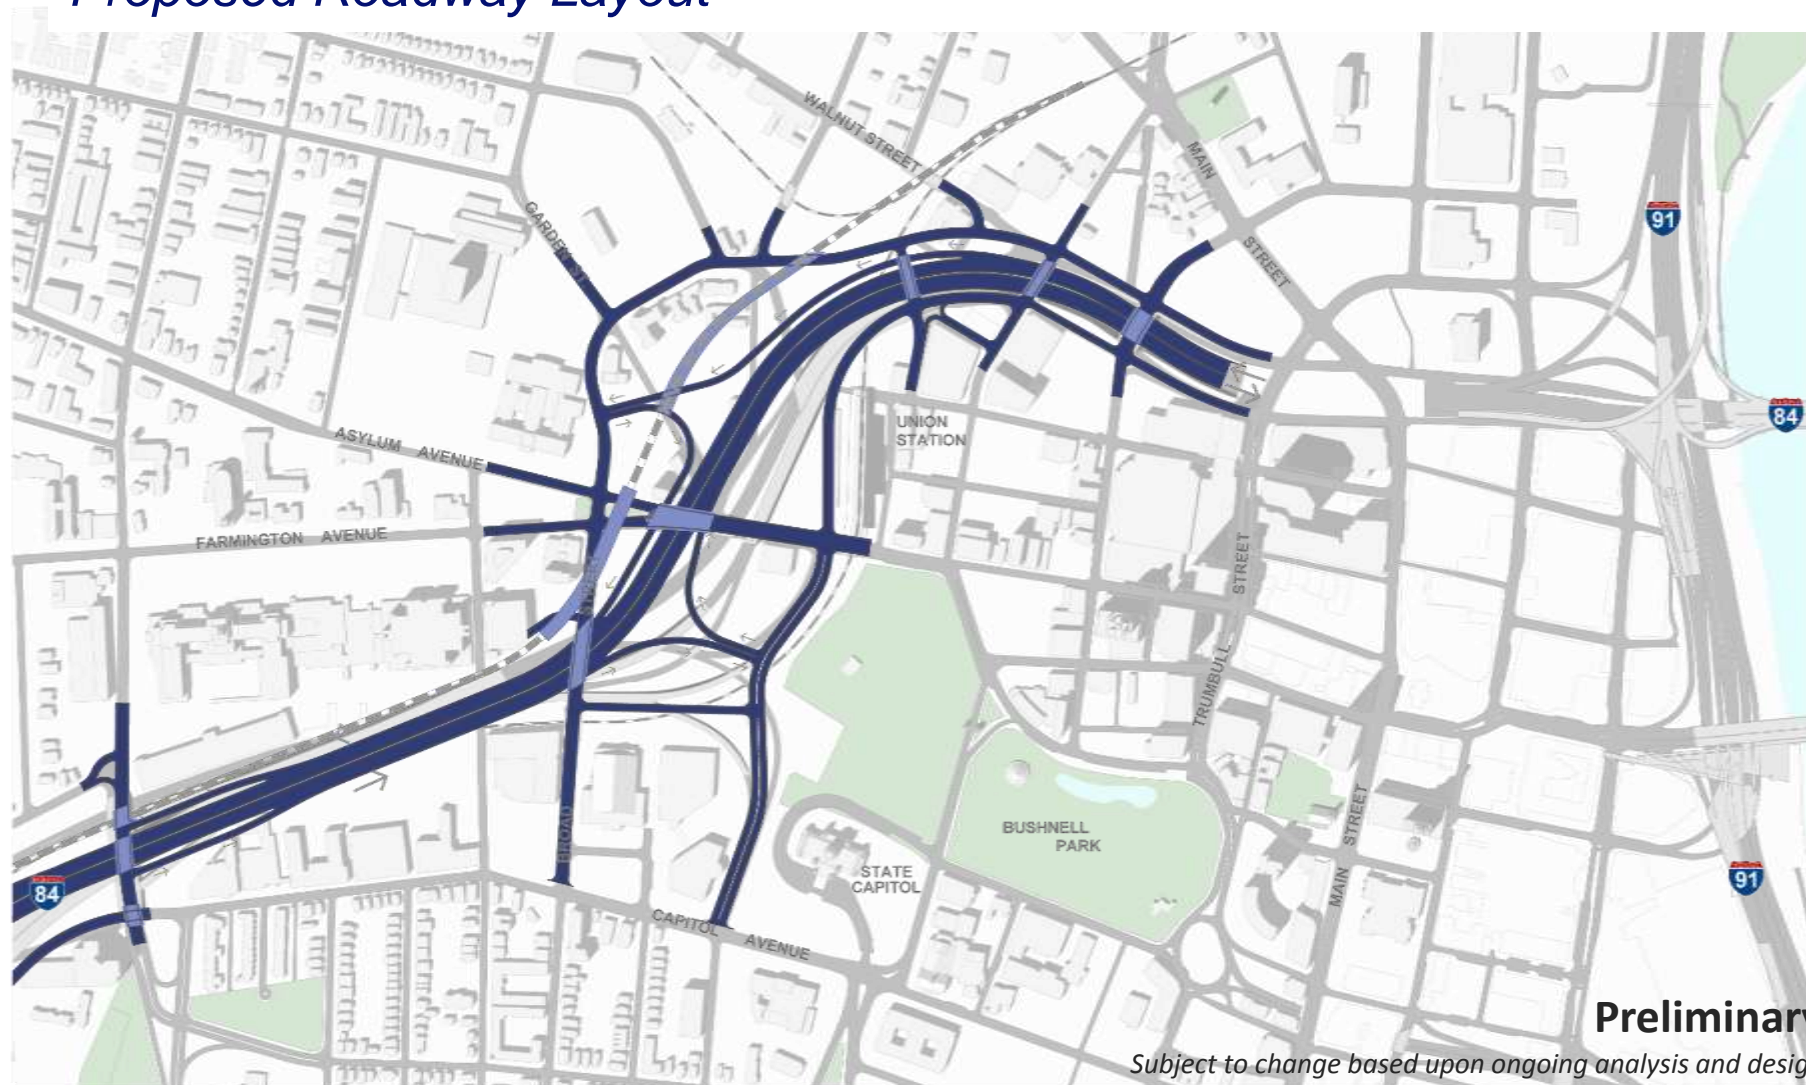 Proposed Roadway Layout
WALNUT STREET
MAIN
STREET
GARDEN ST.
91
84
UNION
STATION
ASYLUM AVENUE
FARMINGTON AVENUE
STREET
STREET
TRUMBULL
BROAD
BUSHNELL
PARK
STATE
CAPITOL
MAIN STREET
84
91
CAPITOL AVENUE
Preliminary
Subject to change based upon ongoing analysis and desig